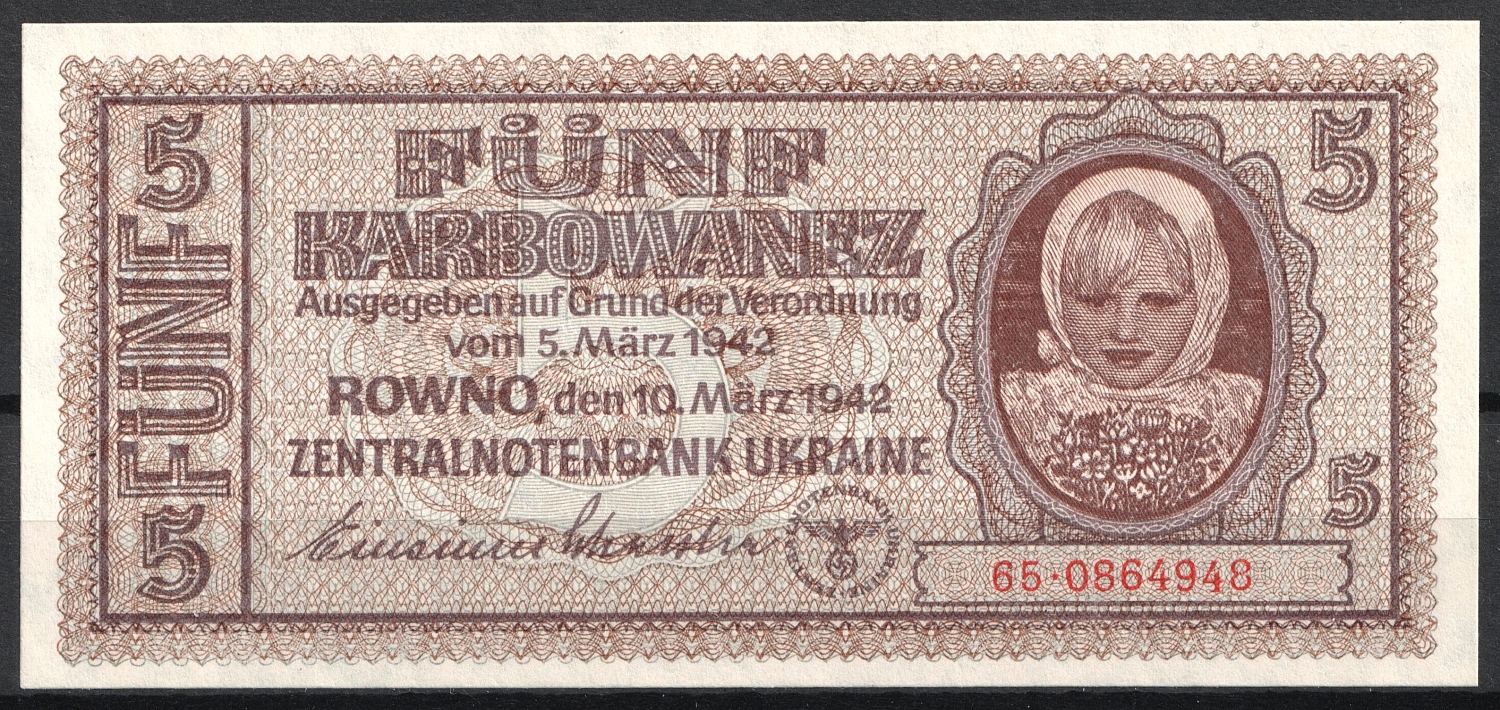 5 FÜNF 5
FÜNF
KARBOWANEZ
Ausgegeben auf Grund der Verordnung
vom 5. März 1942
ROWNO, den 10. März 1942
ZENTRALNOTENBANK UKRAINE
5
5
5
65·0864948